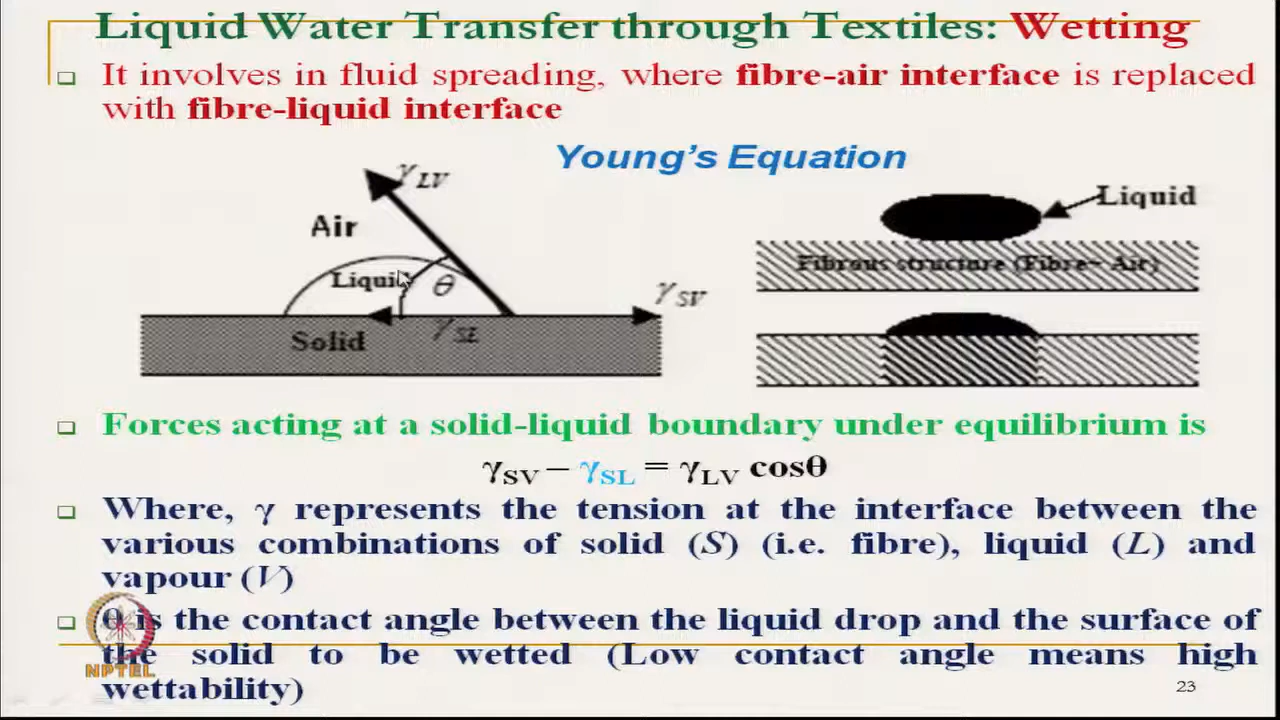 Liquid Water Transfer through Textiles: Wetting
It involves in fluid spreading, where fibre-air interface is replaced
with fibre-liquid interface
Young's Equation
γLV
Air
Liquid
θ
γSV
γSL
Solid
Liquid
Fibrous structure (Fibre- Air)
Forces acting at a solid-liquid boundary under equilibrium is
γSV – γSL = γLV cosθ
Where, γ represents the tension at the interface between the
various combinations of solid (S) (i.e. fibre), liquid (L) and
vapour (V)
θ is the contact angle between the liquid drop and the surface of
the solid to be wetted (Low contact angle means high
wettability)
NPTEL
23